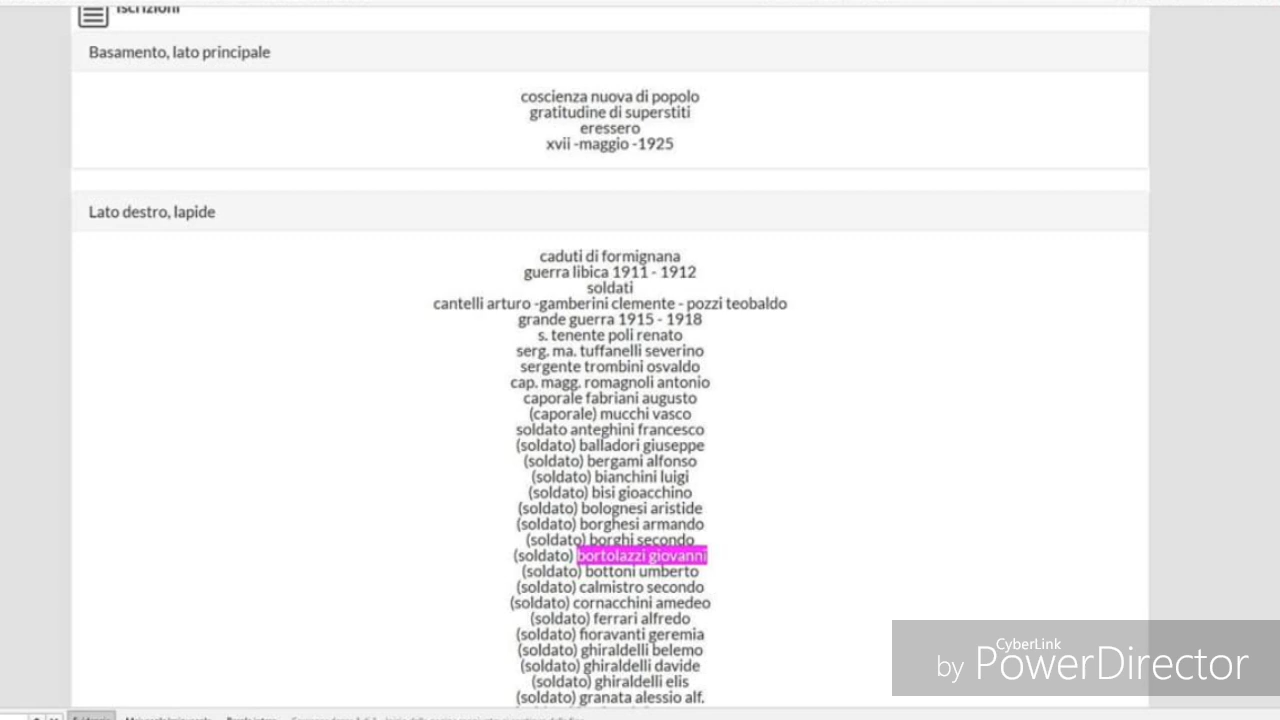 Iscrizioni
Basamento, lato principale
coscienza nuova di popolo
gratitudine di superstiti
eressero
xvii -maggio -1925
Lato destro, lapide
caduti di formignana
guerra libica 1911 - 1912
soldati
cantelli arturo -gamberini clemente - pozzi teobaldo
grande guerra 1915 - 1918
s. tenente poli renato
serg. ma. tuffanelli severino
sergente trombini osvaldo
cap. magg. romagnoli antonio
caporale fabriani augusto
(caporale) mucchi vasco
soldato anteghini francesco
(soldato) balladori giuseppe
(soldato) bergami alfonso
(soldato) bianchini luigi
(soldato) bisi gioacchino
(soldato) bolognesi aristide
(soldato) borghesi armando
(soldato) borghi secondo
(soldato) bortolazzi giovanni
(soldato) bottoni umberto
(soldato) calmistro secondo
(soldato) cornacchini amedeo
(soldato) ferrari alfredo
(soldato) fioravanti geremia
(soldato) ghiraldelli belemo
(soldato) ghiraldelli davide
(soldato) ghiraldelli elis
(soldato) granata alessio alf.
CyberLink
by PowerDirector